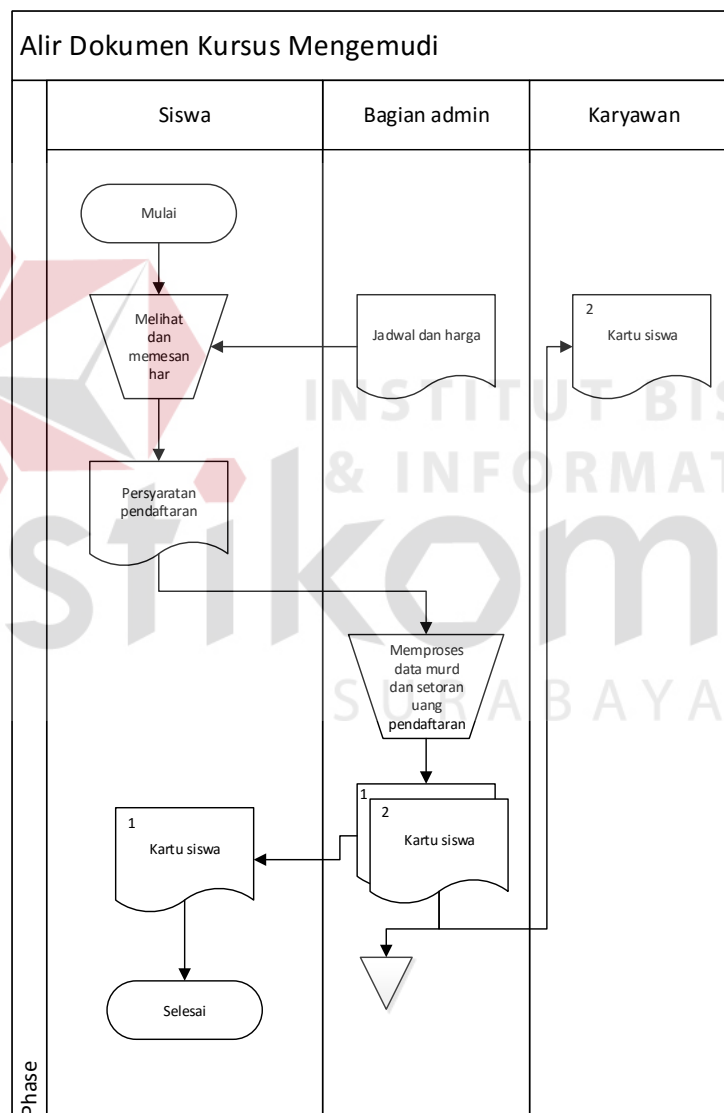 Alir Dokumen Kursus Mengemudi
Siswa
Bagian admin
Karyawan
Mulai
Melihat
dan
memesan
har
Jadwal dan harga
2
Kartu siswa
INSTITUT BIS
& INFORMAT
Persyaratan
pendaftaran
stikom
SURABAYA
Memproses
data murd
dan setoran
uang
pendaftaran
1
Kartu siswa
1
2
Kartu siswa
Selesai
Phase